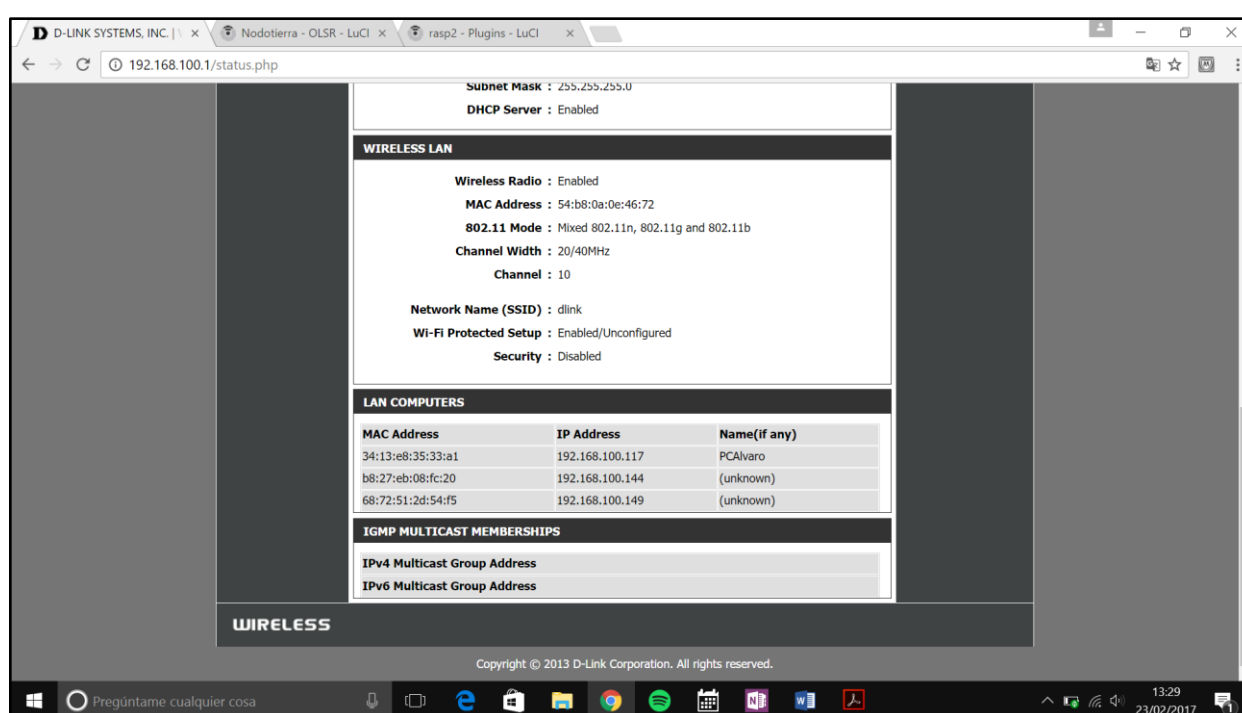 D-LINK SYSTEMS, INC. | Nodotierra - OLSR - LuCI rasp2 - Plugins - LuCI
192.168.100.1/status.php
Subnet Mask : 255.255.255.0
DHCP Server : Enabled
WIRELESS LAN
Wireless Radio : Enabled
MAC Address : 54:b8:0a:0e:46:72
802.11 Mode : Mixed 802.11n, 802.11g and 802.11b
Channel Width : 20/40MHz
Channel : 10
Network Name (SSID) : dlink
Wi-Fi Protected Setup : Enabled/Unconfigured
Security : Disabled
LAN COMPUTERS
MAC Address IP Address Name(if any)
34:13:e8:35:33:a1 192.168.100.117 PCAlvaro
b8:27:eb:08:fc:20 192.168.100.144 (unknown)
68:72:51:2d:54:f5 192.168.100.149 (unknown)
IGMP MULTICAST MEMBERSHIPS
IPv4 Multicast Group Address
IPv6 Multicast Group Address
WIRELESS
Copyright © 2013 D-Link Corporation. All rights reserved.
Pregúntame cualquier cosa
13:29
23/02/2017